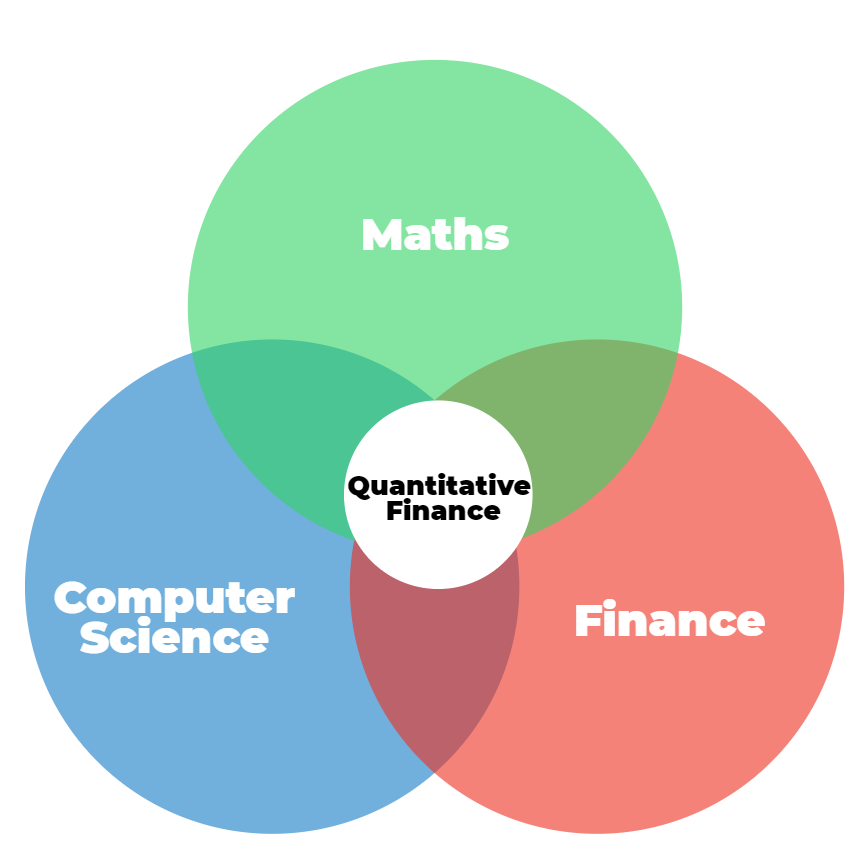 Maths
Quantitative
Finance
Computer
Science
Finance